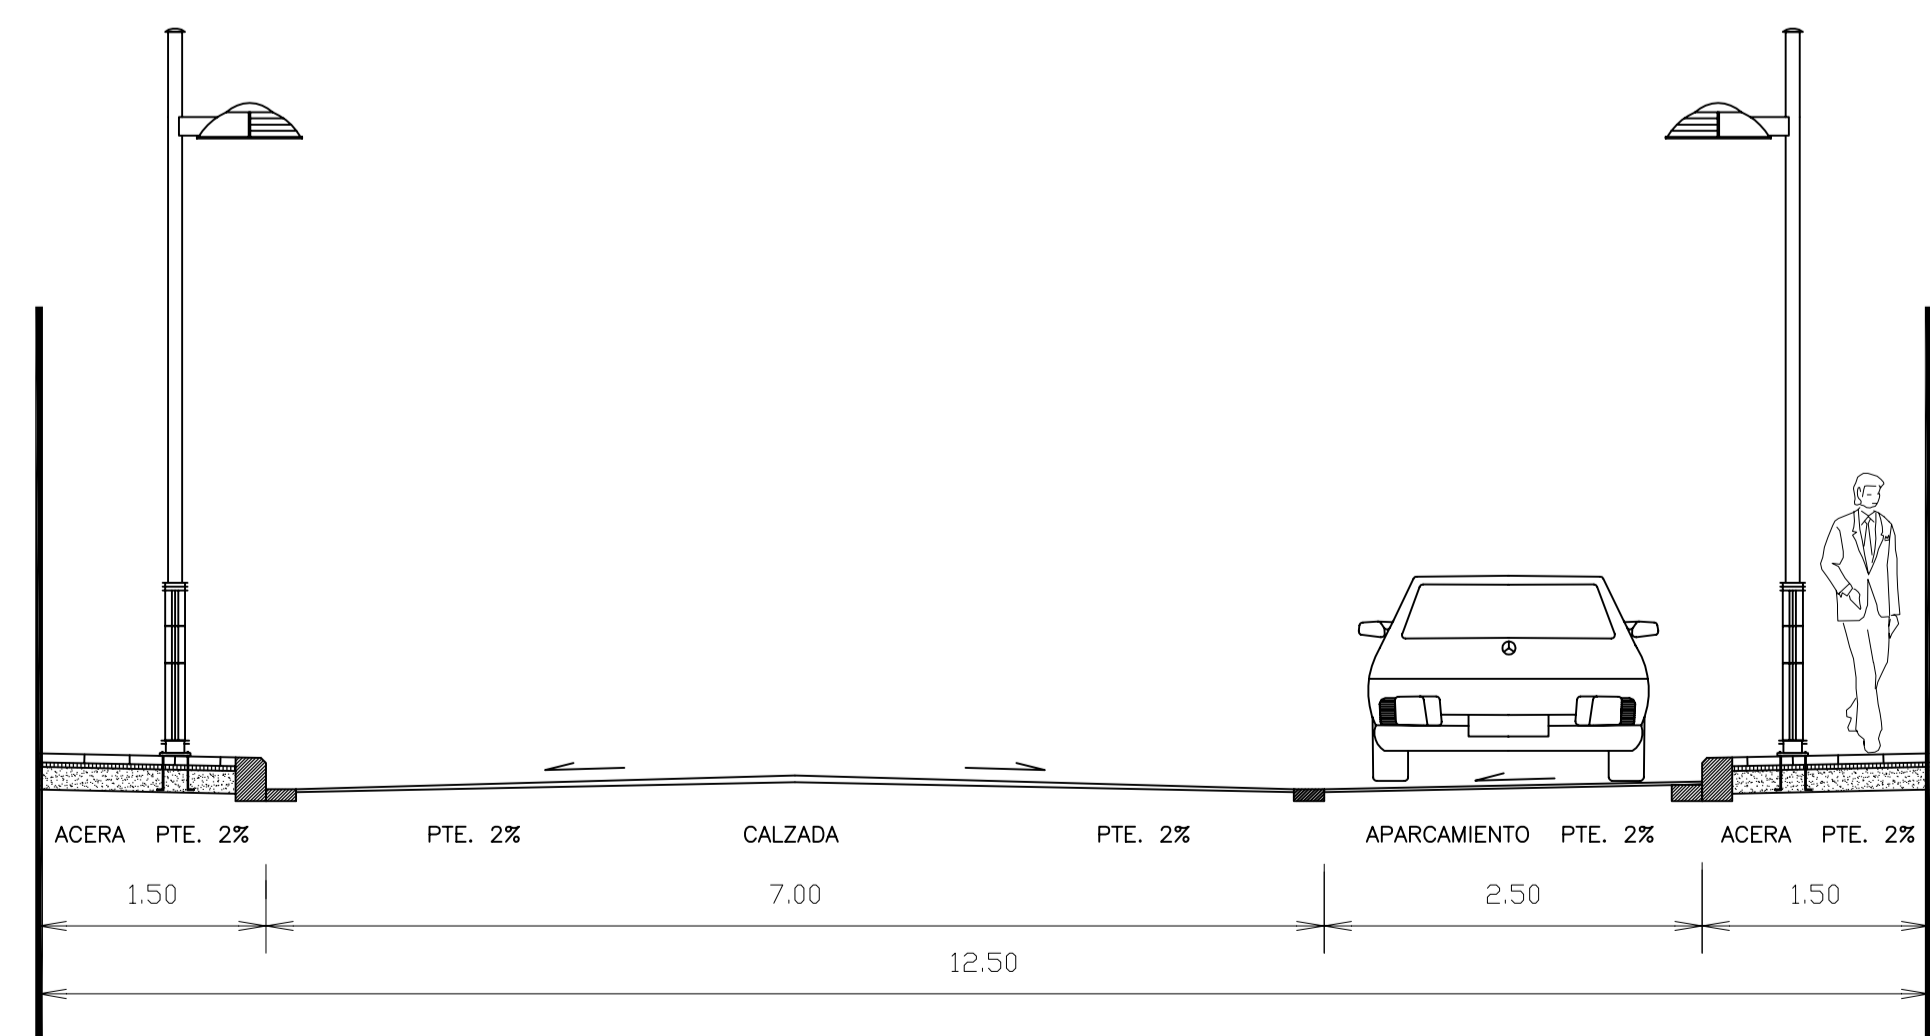 ACERA PTE. 2% PTE. 2% CALZADA PTE. 2% APARCAMIENTO PTE. 2% ACERA PTE. 2%
1.50 7.00 2.50 1.50
12.50